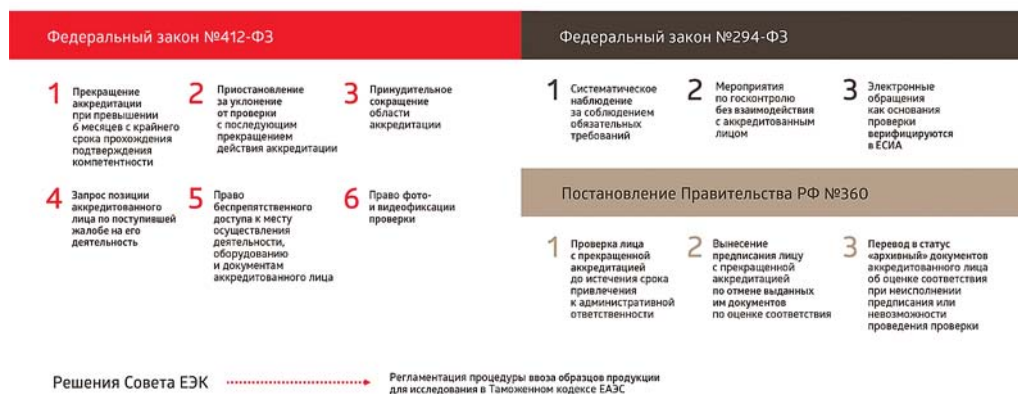 Федеральный закон №412-ФЗ
1 Прекращение
аккредитации
при превышении
6 месяцев с крайнего
срока прохождения
подтверждения
компетентности
2 Приостановление
за уклонение
от проверки
с последующим
прекращением
действия аккредитации
3 Принудительное
сокращение
области
аккредитации
4 Запрос позиции
аккредитованного
лица по поступившей
жалобе на его
деятельность
5 Право
беспрепятственного
доступа к месту
осуществления
деятельности,
оборудованию
и документам
аккредитованного лица
6 Право фото-
и видеофиксации
проверки
Федеральный закон №294-ФЗ
1 Систематическое
наблюдение
за соблюдением
обязательных
требований
2 Мероприятия
по госконтролю
без взаимодействия
с аккредитованным
лицом
3 Электронные
обращения
как основания
проверки
верифицируются
в ЕСИА
Постановление Правительства РФ №360
1 Проверка лица
с прекращенной
аккредитацией
до истечения срока
привлечения
к административной
ответственности
2 Вынесение
предписания лицу
с прекращенной
аккредитацией
по отмене выданных
им документов
по оценке соответствия
3 Перевод в статус
«архивный» документов
аккредитованного лица
об оценке соответствия
при неисполнении
предписания или
невозможности
проведения проверки
Решения Совета ЕЭК
Регламентация процедуры ввоза образцов продукции
для исследования в Таможенном кодексе ЕАЭС